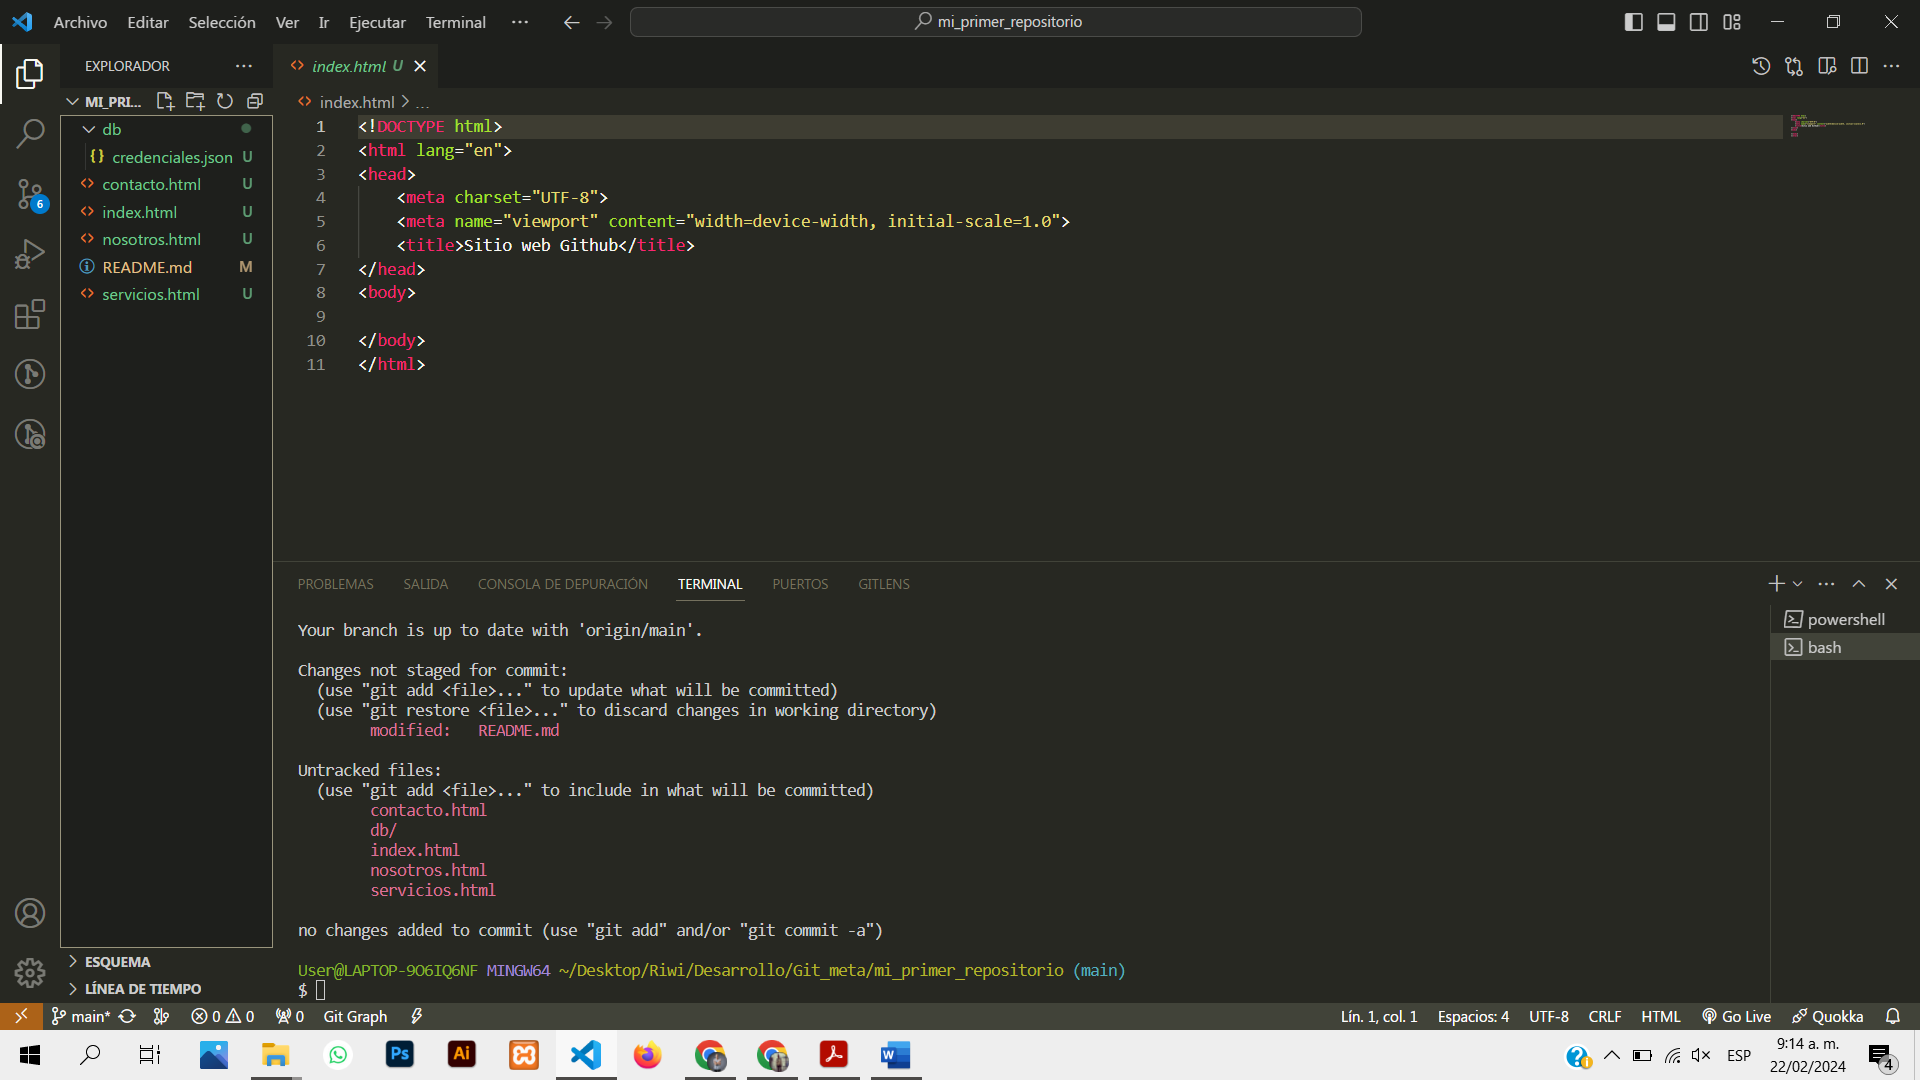 Archivo Editar Selección Ver Ir Ejecutar Terminal ··· mi_primer_repositorio
EXPLORADOR ···
index.html U
MI_PRI...
index.html > ...
db
credenciales.json U
contacto.html U
index.html U
nosotros.html U
README.md M
servicios.html U
6
1 <!DOCTYPE html>
2 <html lang="en">
3 <head>
4 <meta charset="UTF-8">
5 <meta name="viewport" content="width=device-width, initial-scale=1.0">
6 <title>Sitio web Github</title>
7 </head>
8 <body>
9
10 </body>
11 </html>
PROBLEMAS SALIDA CONSOLA DE DEPURACIÓN TERMINAL PUERTOS GITLENS
powershell
bash
Your branch is up to date with 'origin/main'.
Changes not staged for commit:
(use "git add <file>..." to update what will be committed)
(use "git restore <file>..." to discard changes in working directory)
modified: README.md
Untracked files:
(use "git add <file>..." to include in what will be committed)
contacto.html
db/
index.html
nosotros.html
servicios.html
no changes added to commit (use "git add" and/or "git commit -a")
User@LAPTOP-9O6IQ6NF MINGW64 ~/Desktop/Riwi/Desarrollo/Git_meta/mi_primer_repositorio (main)
$
ESQUEMA
LÍNEA DE TIEMPO
main* 0 0 0 Git Graph Lín. 1, col. 1 Espacios: 4 UTF-8 CRLF HTML Go Live Quokka
Ps Ai W ESP 9:14 a. m.
22/02/2024 4